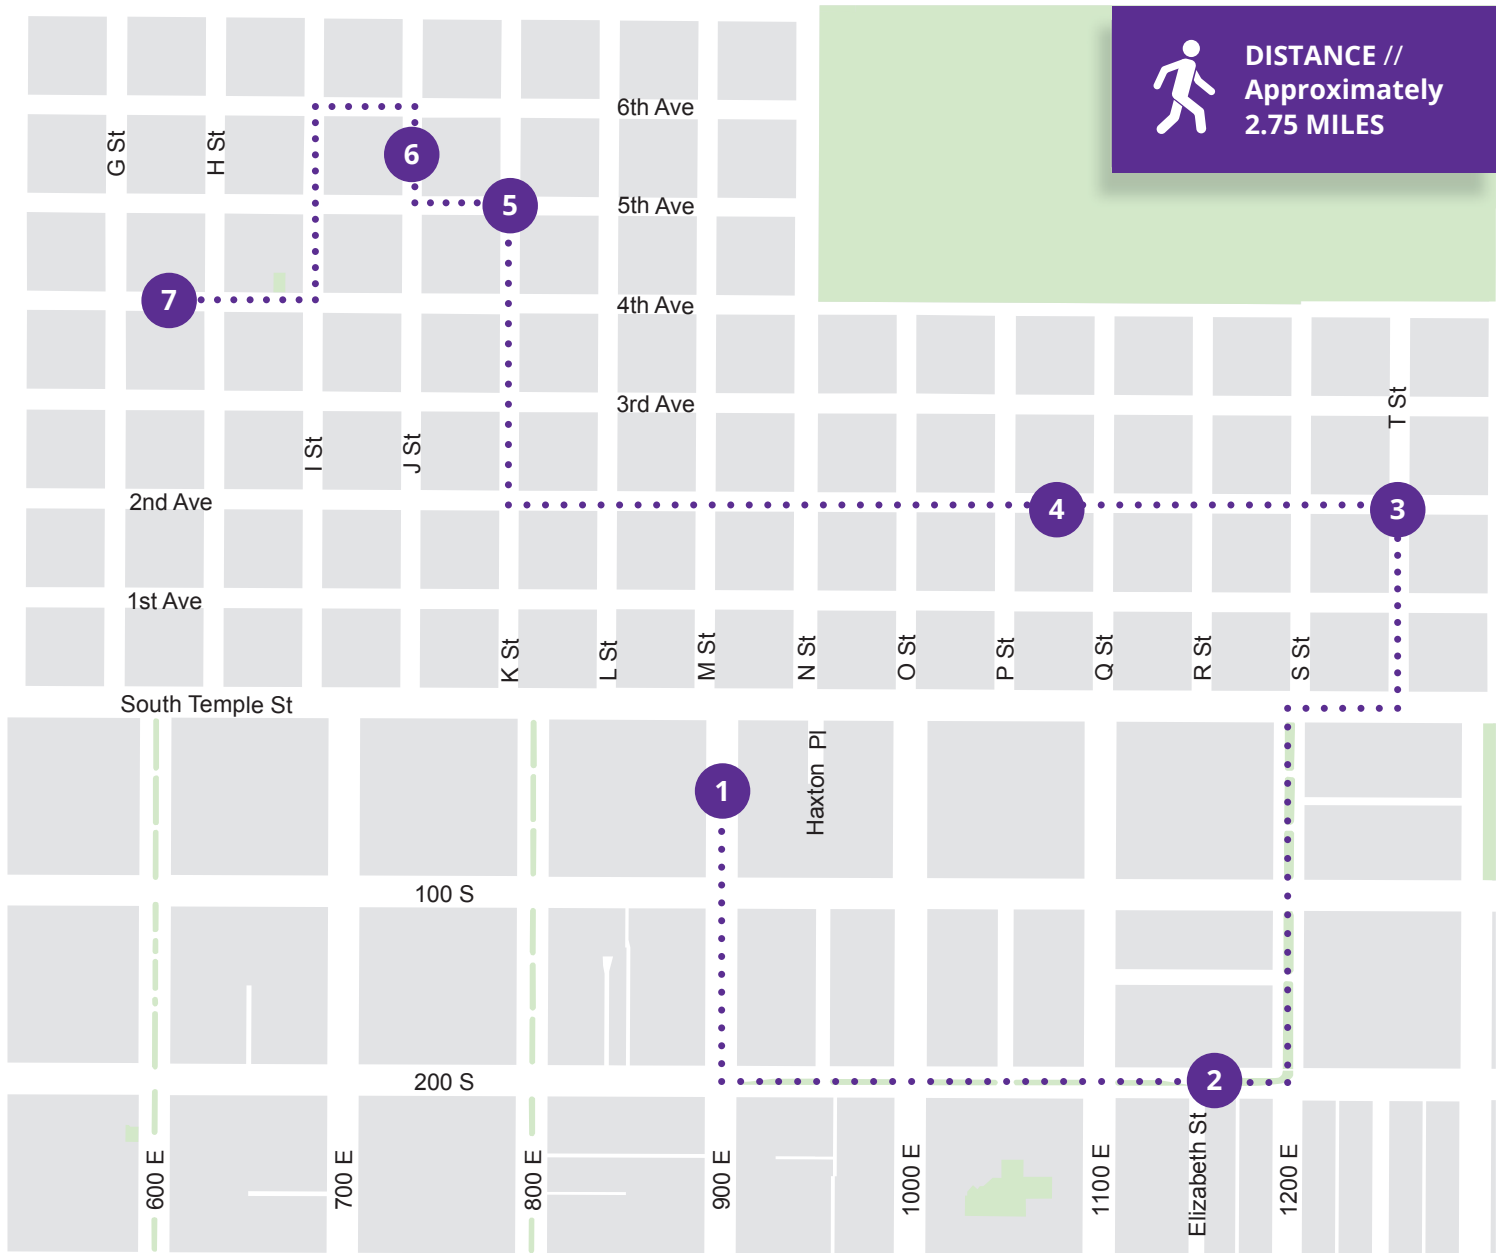 DISTANCE //
Approximately
2.75 MILES
6th Ave
G St
H St
6
5
5th Ave
7
4th Ave
3rd Ave
T St
I St
J St
2nd Ave
4
3
1st Ave
K St
L St
M St
N St
O St
P St
Q St
R St
S St
South Temple St
Haxton Pl
1
100 S
200 S
2
600 E
700 E
800 E
900 E
1000 E
1100 E
Elizabeth St
1200 E